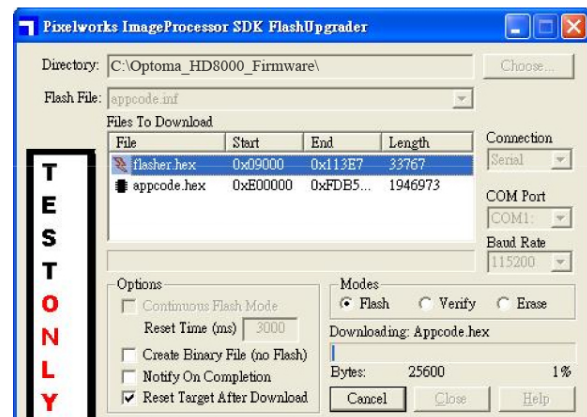 Pixelworks ImageProcessor SDK FlashUpgrader
Directory: C:\Optoma_HD8000_Firmware\ Choose...
Flash File: appcode.inf
Files To Download
File Start End Length
flasher.hex 0x09000 0x113E7 33767
appcode.hex 0xE00000 0xFDB5... 1946973
Connection
Serial
COM Port
COM1:
Baud Rate
115200
TEST ONLY
Options
Continuous Flash Mode
Reset Time (ms) 3000
Create Binary File (no Flash)
Notify On Completion
Reset Target After Download
Modes
Flash Verify Erase
Downloading: Appcode.hex
Bytes: 25600 1%
Cancel Close Help